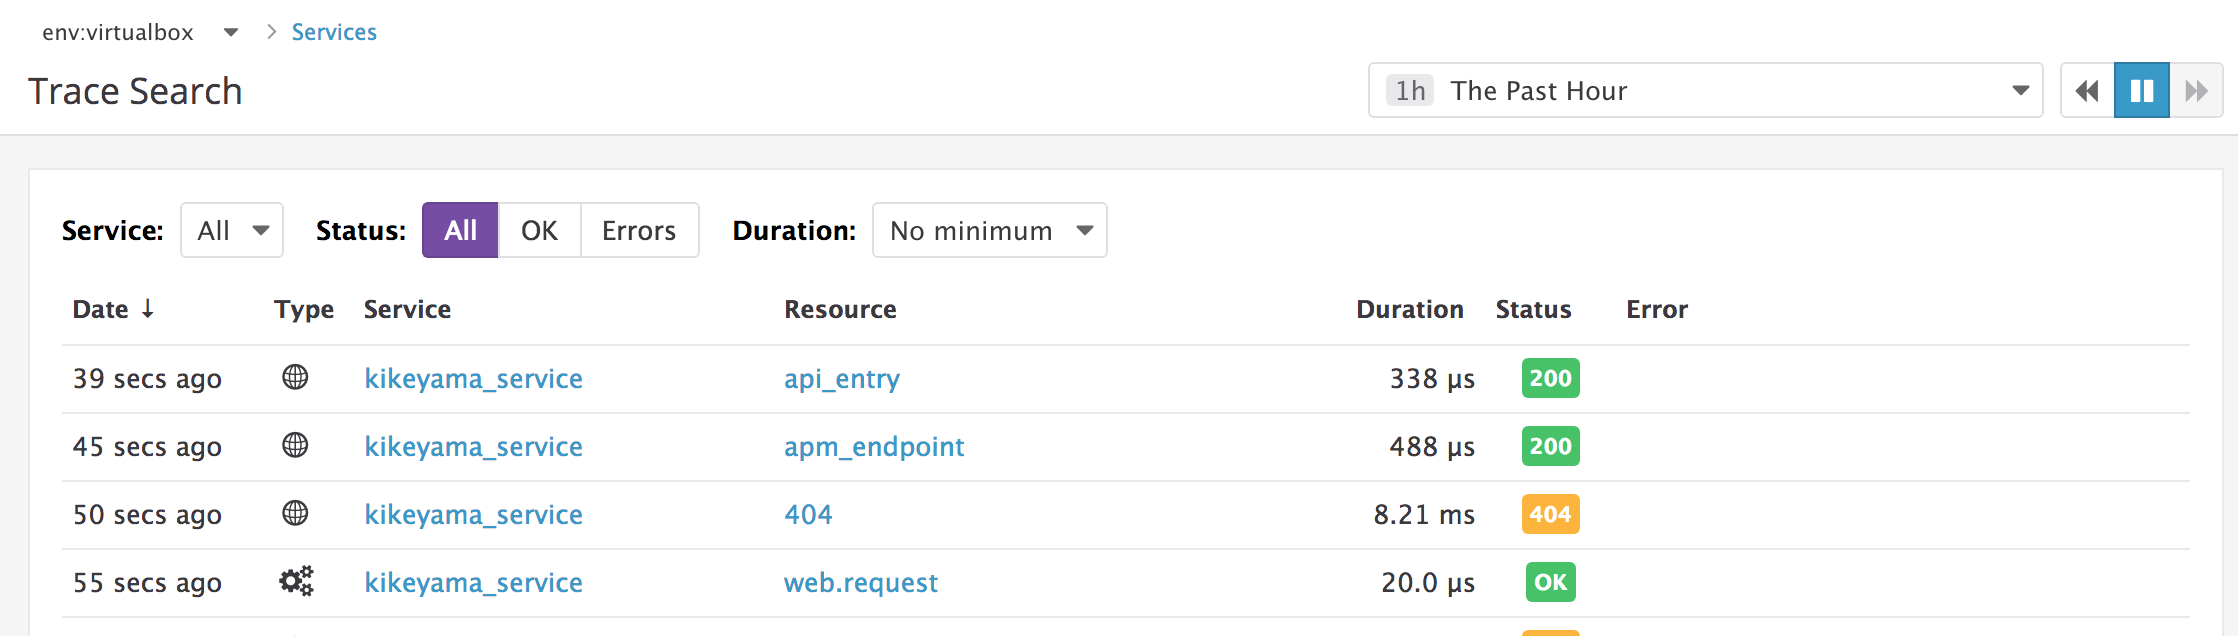 env:virtualbox > Services
Trace Search
1h The Past Hour
Service: All Status: All OK Errors Duration: No minimum
Date ↓ Type Service Resource Duration Status Error
39 secs ago kikeyama_service api_entry 338 μs 200
45 secs ago kikeyama_service apm_endpoint 488 μs 200
50 secs ago kikeyama_service 404 8.21 ms 404
55 secs ago kikeyama_service web.request 20.0 μs OK